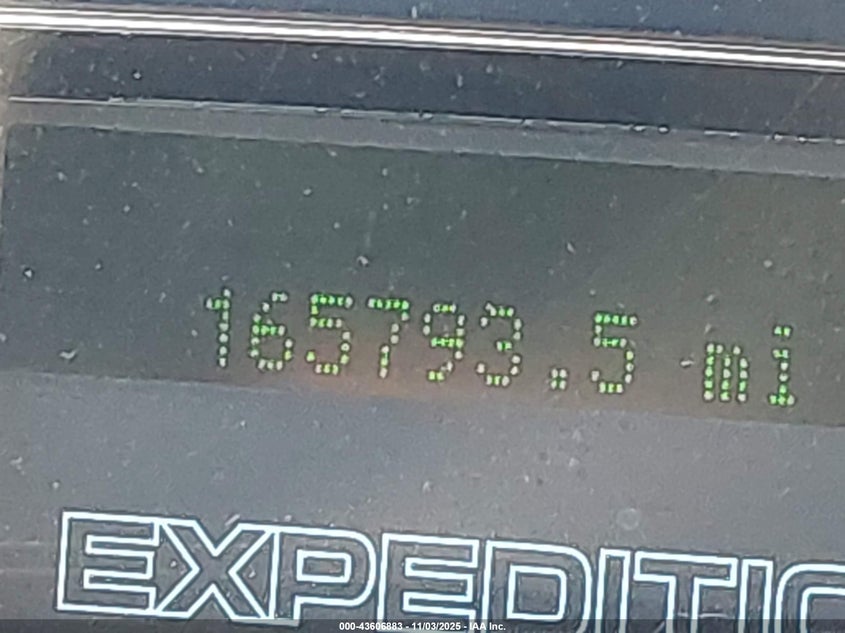 165793.5 mi
EXPEDITIO
000-43606883 - 11/03/2025 - IAA Inc.